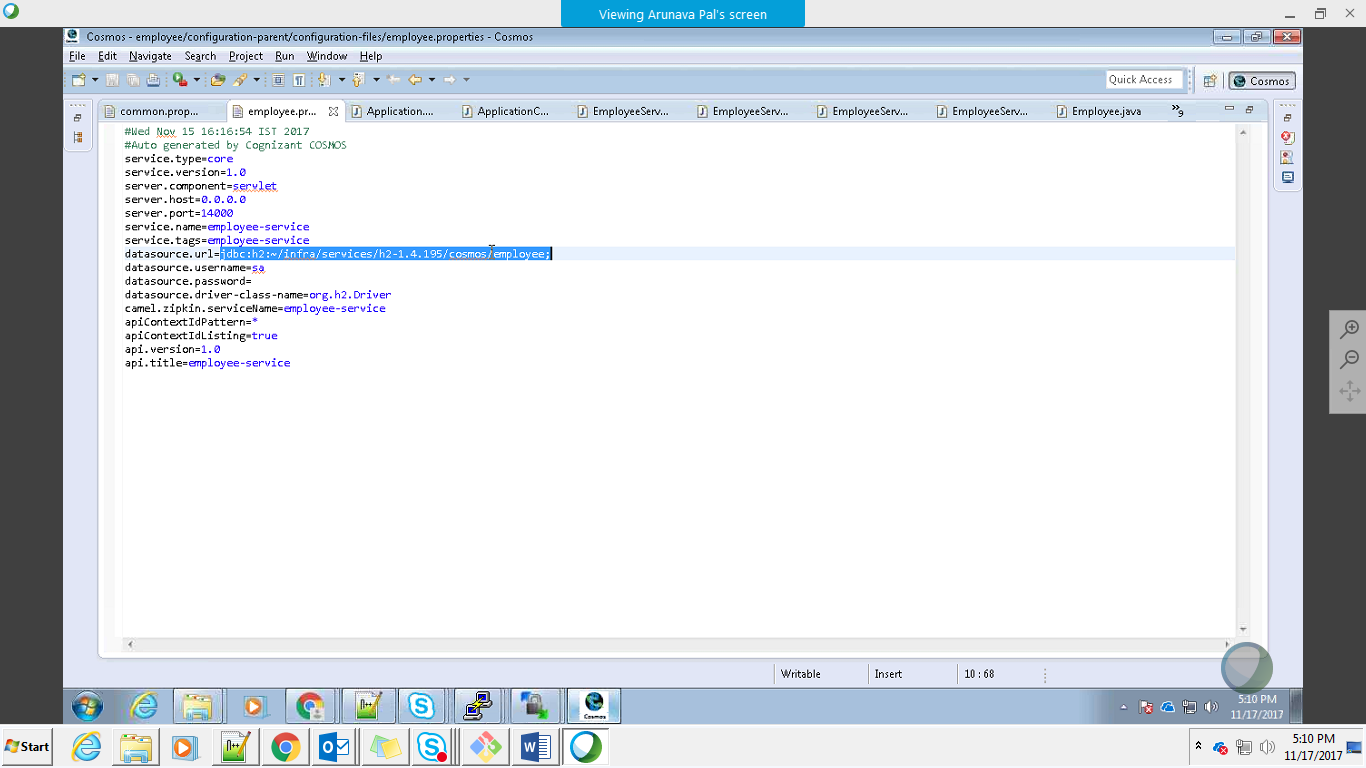 Viewing Arunava Pal's screen
Cosmos - employee/configuration-parent/configuration-files/employee.properties - Cosmos
File Edit Navigate Search Project Run Window Help
Quick Access
Cosmos
common.prop...
employee.pr...
Application....
ApplicationC...
EmployeeServ...
EmployeeServ...
EmployeeServ...
EmployeeServ...
Employee.java
»9
#Wed Nov 15 16:16:54 IST 2017
#Auto generated by Cognizant COSMOS
service.type=core
service.version=1.0
server.component=servlet
server.host=0.0.0.0
server.port=14000
service.name=employee-service
service.tags=employee-service
datasource.url=jdbc:h2:~/infra/services/h2-1.4.195/cosmos/employee;
datasource.username=sa
datasource.password=
datasource.driver-class-name=org.h2.Driver
camel.zipkin.serviceName=employee-service
apiContextIdPattern=*
apiContextIdListing=true
api.version=1.0
api.title=employee-service
Writable
Insert
10 : 68
Cosmos
5:10 PM
11/17/2017
Start
5:10 PM
11/17/2017